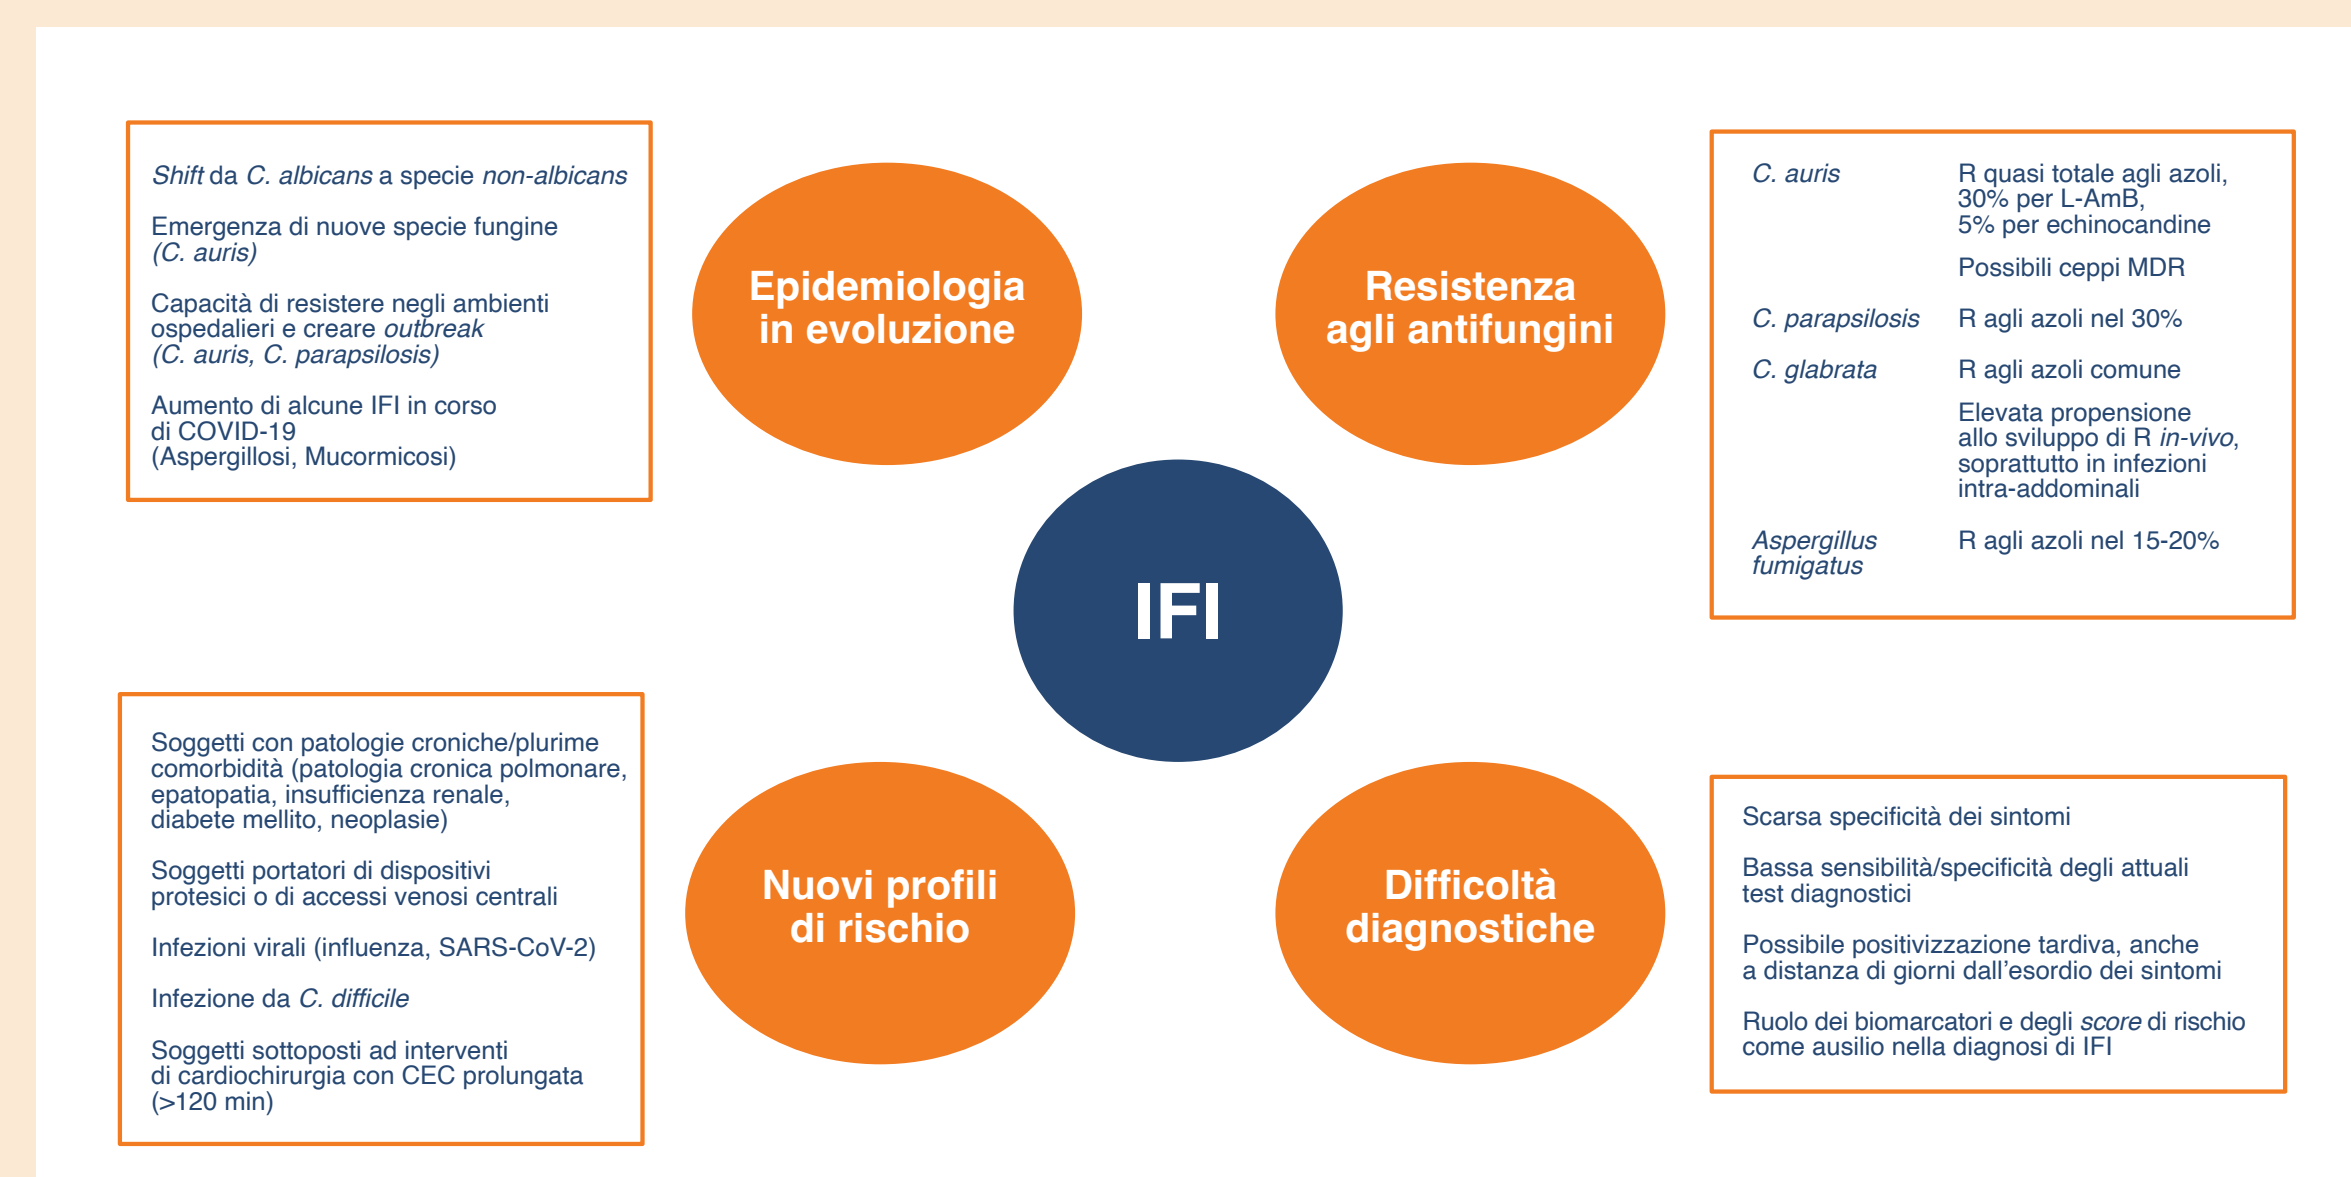 Shift da C. albicans a specie non-albicans
Emergenza di nuove specie fungine
(C. auris)
Capacità di resistere negli ambienti
ospedalieri e creare outbreak
(C. auris, C. parapsilosis)
Aumento di alcune IFI in corso
di COVID-19
(Aspergillosi, Mucormicosi)
Epidemiologia
in evoluzione
Resistenza
agli antifungini
C. auris R quasi totale agli azoli,
30% per L-AmB,
5% per echinocandine
Possibili ceppi MDR
C. parapsilosis R agli azoli nel 30%
C. glabrata R agli azoli comune
Elevata propensione
allo sviluppo di R in-vivo,
soprattutto in infezioni
intra-addominali
Aspergillus R agli azoli nel 15-20%
fumigatus
IFI
Soggetti con patologie croniche/plurime
comorbidità (patologia cronica polmonare,
epatopatia, insufficienza renale,
diabete mellito, neoplasie)
Soggetti portatori di dispositivi
protesici o di accessi venosi centrali
Infezioni virali (influenza, SARS-CoV-2)
Infezione da C. difficile
Soggetti sottoposti ad interventi
di cardiochirurgia con CEC prolungata
(>120 min)
Nuovi profili
di rischio
Difficoltà
diagnostiche
Scarsa specificità dei sintomi
Bassa sensibilità/specificità degli attuali
test diagnostici
Possibile positivizzazione tardiva, anche
a distanza di giorni dall'esordio dei sintomi
Ruolo dei biomarcatori e degli score di rischio
come ausilio nella diagnosi di IFI